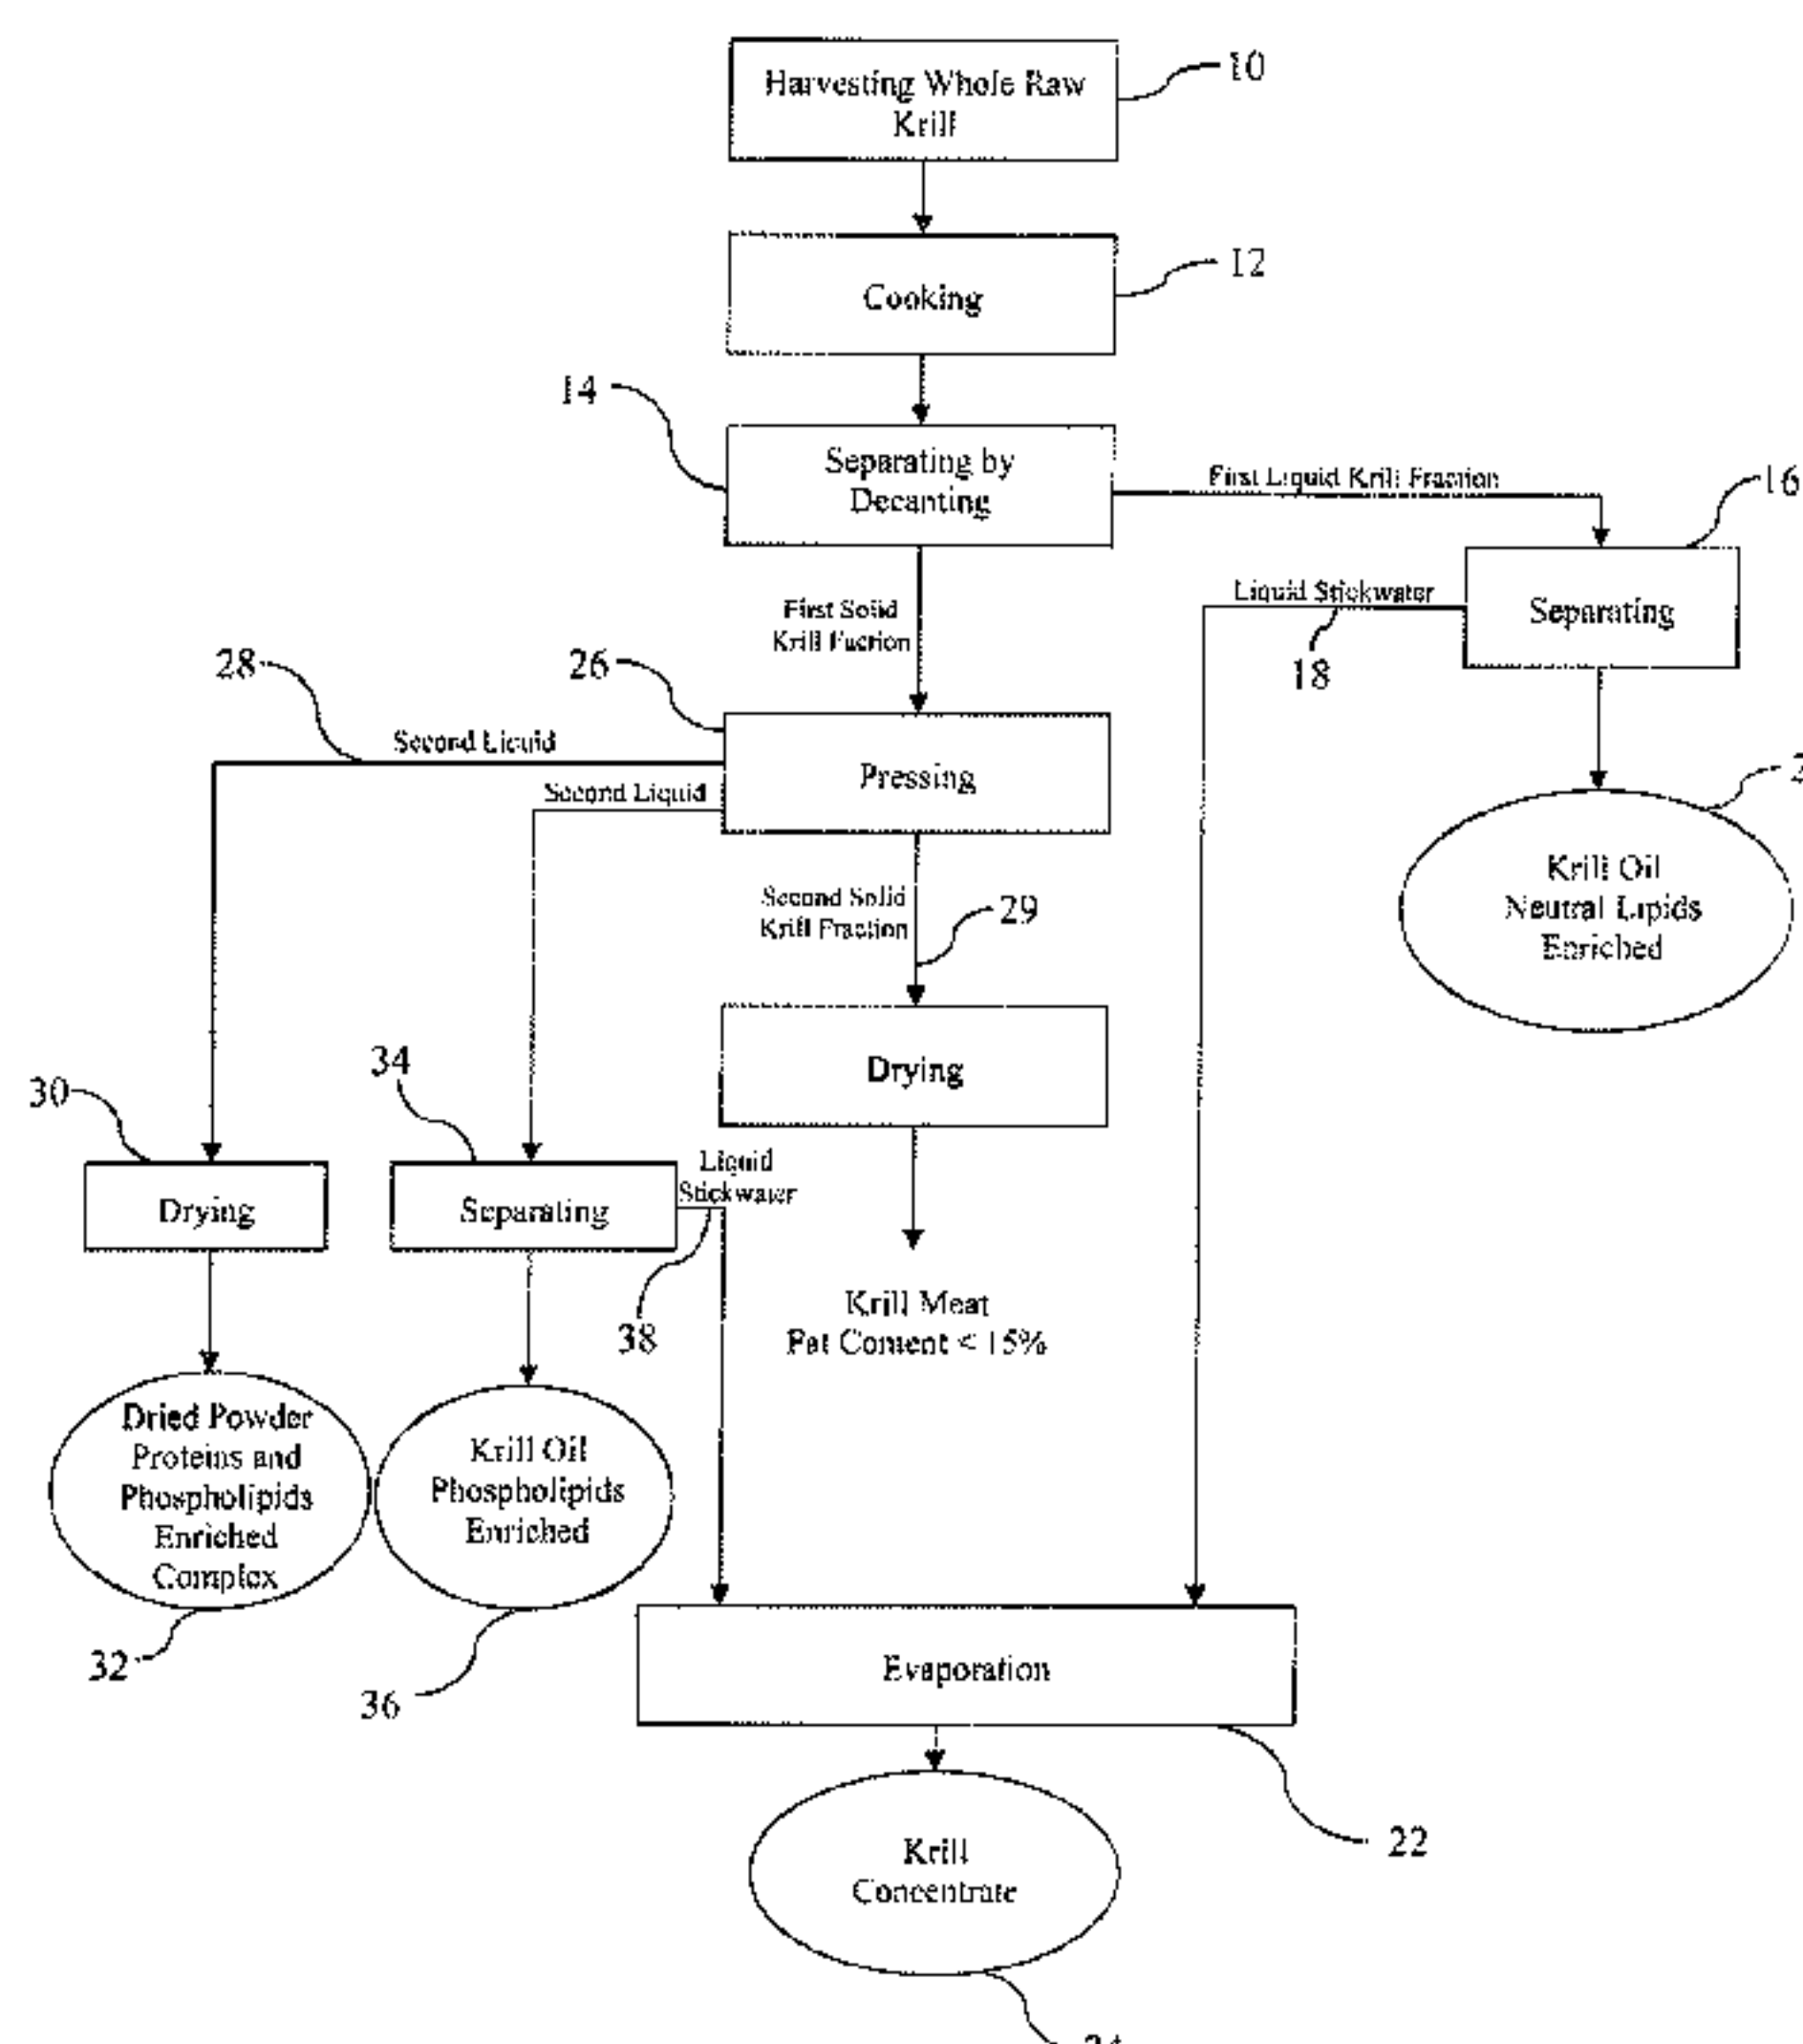 Harvesting Whole Raw
Krill
10
Cooking
12
14
Separating by
Decanting
First Liquid Krill Fraction
16
First Solid
Krill Faction
Liquid Stickwater
18
Separating
28
26
Second Liquid
Pressing
Second Liquid
Krill Oil
Neutral Lipids
Enriched
Second Solid
Krill Fraction
29
30
34
Drying
Drying
Separating
Liquid
Stickwater
38
Krill Meat
Fat Content < 15%
Dried Powder
Proteins and
Phospholipids
Enriched
Complex
Krill Oil
Phospholipids
Enriched
32
36
Evaporation
22
Krill
Concentrate